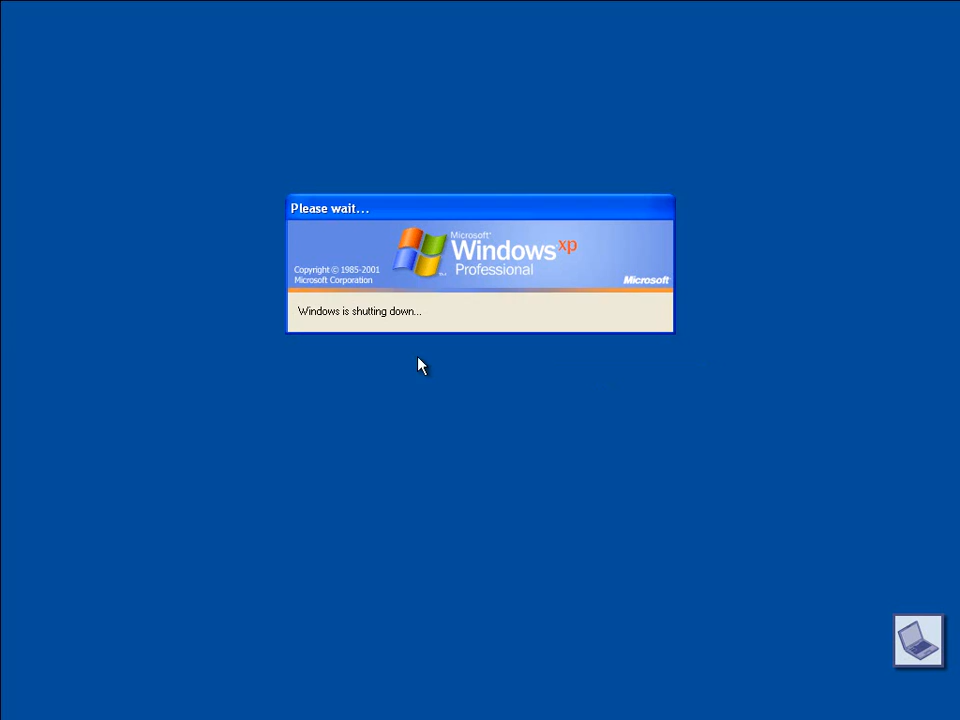 Please wait...
Microsoft®
Windows xp
Professional
Copyright © 1985-2001
Microsoft Corporation
Microsoft
Windows is shutting down...